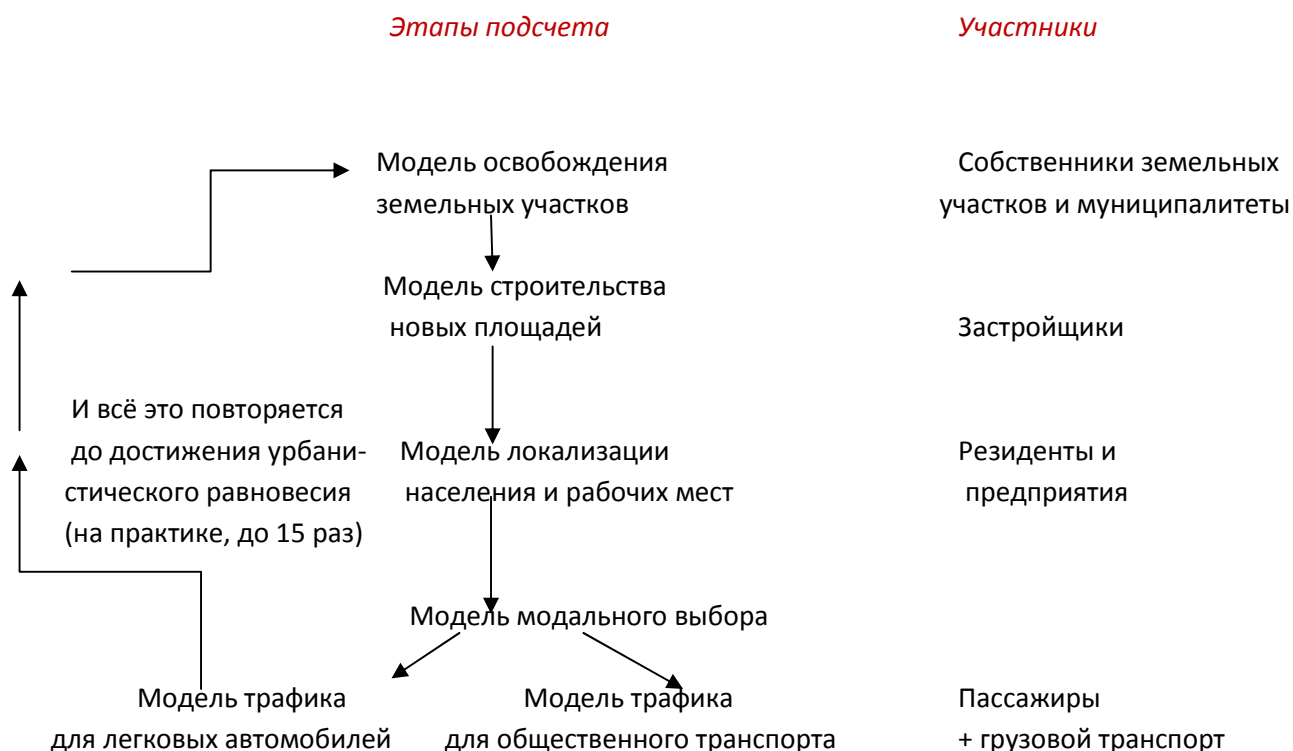 Этапы подсчета
Участники
Модель освобождения
земельных участков
Собственники земельных
участков и муниципалитеты
Модель строительства
новых площадей
Застройщики
И всё это повторяется
до достижения урбани-
стического равновесия
(на практике, до 15 раз)
Модель локализации
населения и рабочих мест
Резиденты и
предприятия
Модель модального выбора
Модель трафика
для легковых автомобилей
Модель трафика
для общественного транспорта
Пассажиры
+ грузовой транспорт